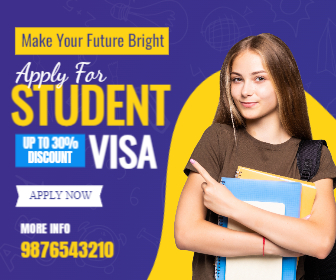 Make Your Future Bright
Apply For
STUDENT
UP TO 30%
DISCOUNT
VISA
APPLY NOW
MORE INFO
9876543210